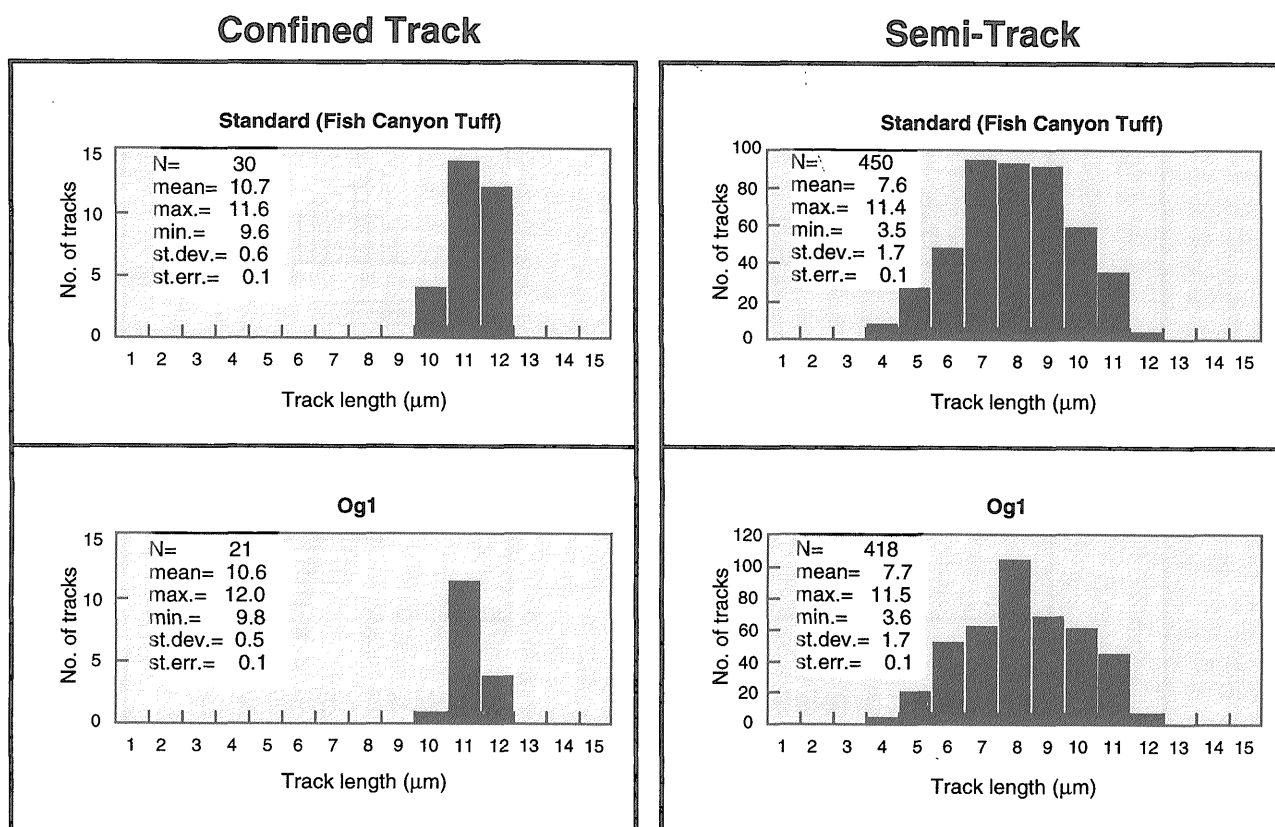 Confined Track
Standard (Fish Canyon Tuff)
No. of tracks
15
10
5
0
N= 30
mean= 10.7
max.= 11.6
min.= 9.6
st.dev.= 0.6
st.err.= 0.1
1 2 3 4 5 6 7 8 9 10 11 12 13 14 15
Track length (μm)
Og1
No. of tracks
15
10
5
0
N= 21
mean= 10.6
max.= 12.0
min.= 9.8
st.dev.= 0.5
st.err.= 0.1
1 2 3 4 5 6 7 8 9 10 11 12 13 14 15
Track length (μm)
Semi-Track
Standard (Fish Canyon Tuff)
No. of tracks
100
80
60
40
20
0
N= 450
mean= 7.6
max.= 11.4
min.= 3.5
st.dev.= 1.7
st.err.= 0.1
1 2 3 4 5 6 7 8 9 10 11 12 13 14 15
Track length (μm)
Og1
No. of tracks
120
100
80
60
40
20
0
N= 418
mean= 7.7
max.= 11.5
min.= 3.6
st.dev.= 1.7
st.err.= 0.1
1 2 3 4 5 6 7 8 9 10 11 12 13 14 15
Track length (μm)